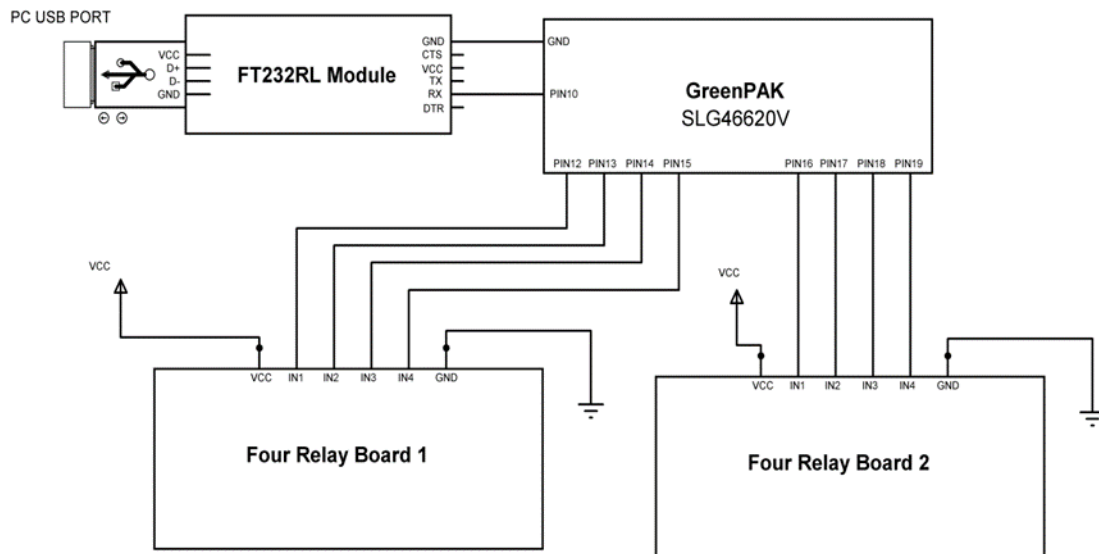 PC USB PORT
VCC
D+
D-
GND
FT232RL Module
GND
CTS
VCC
TX
RX
DTR
GND
PIN10
GreenPAK
SLG46620V
PIN12 PIN13 PIN14 PIN15 PIN16 PIN17 PIN18 PIN19
VCC
VCC
VCC IN1 IN2 IN3 IN4 GND
Four Relay Board 1
VCC IN1 IN2 IN3 IN4 GND
Four Relay Board 2